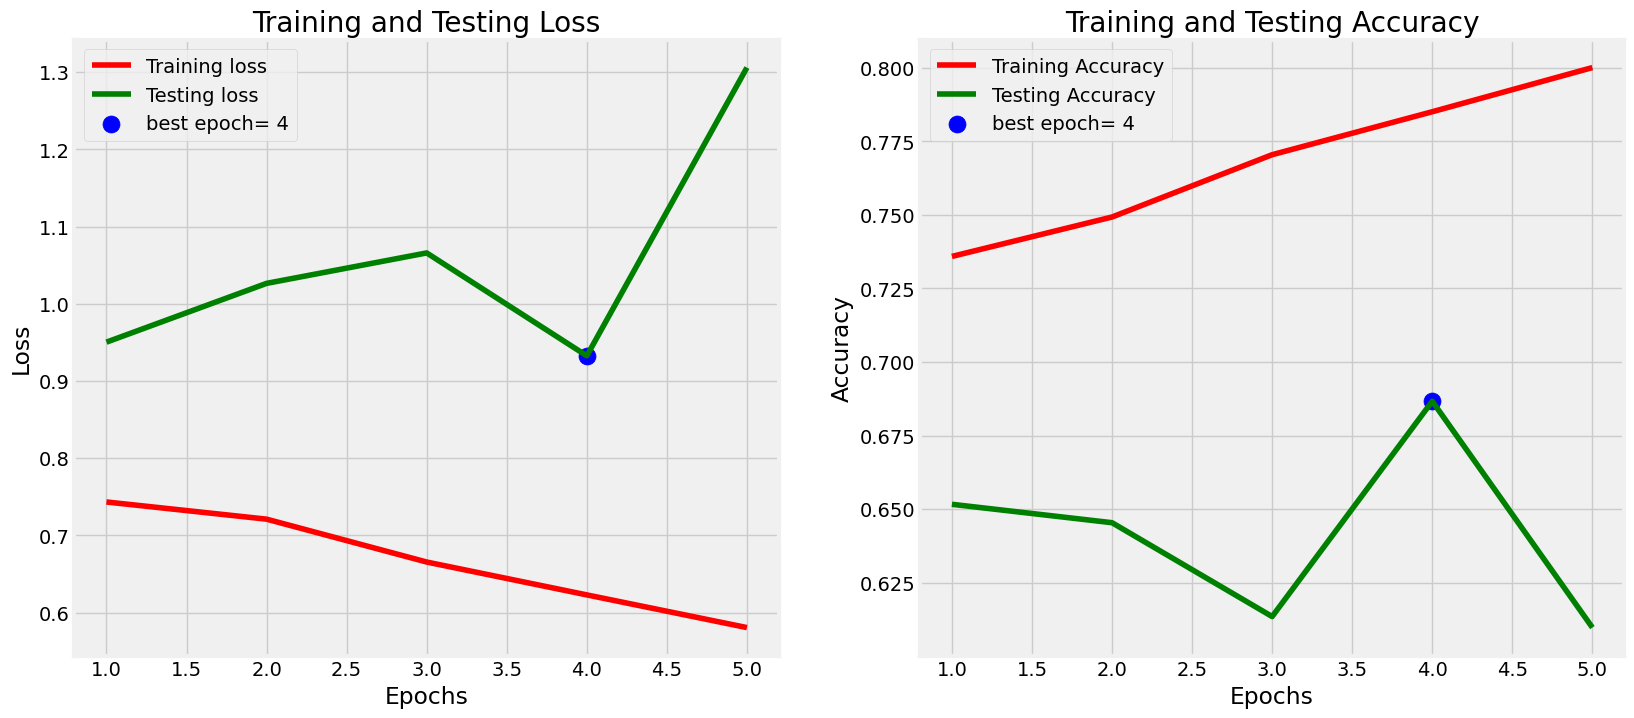 Training and Testing Loss
Training loss
Testing loss
best epoch= 4
1.3
1.2
1.1
1.0
0.9
0.8
0.7
0.6
Loss
1.0 1.5 2.0 2.5 3.0 3.5 4.0 4.5 5.0
Epochs
Training and Testing Accuracy
Training Accuracy
Testing Accuracy
best epoch= 4
0.800
0.775
0.750
0.725
0.700
0.675
0.650
0.625
Accuracy
1.0 1.5 2.0 2.5 3.0 3.5 4.0 4.5 5.0
Epochs